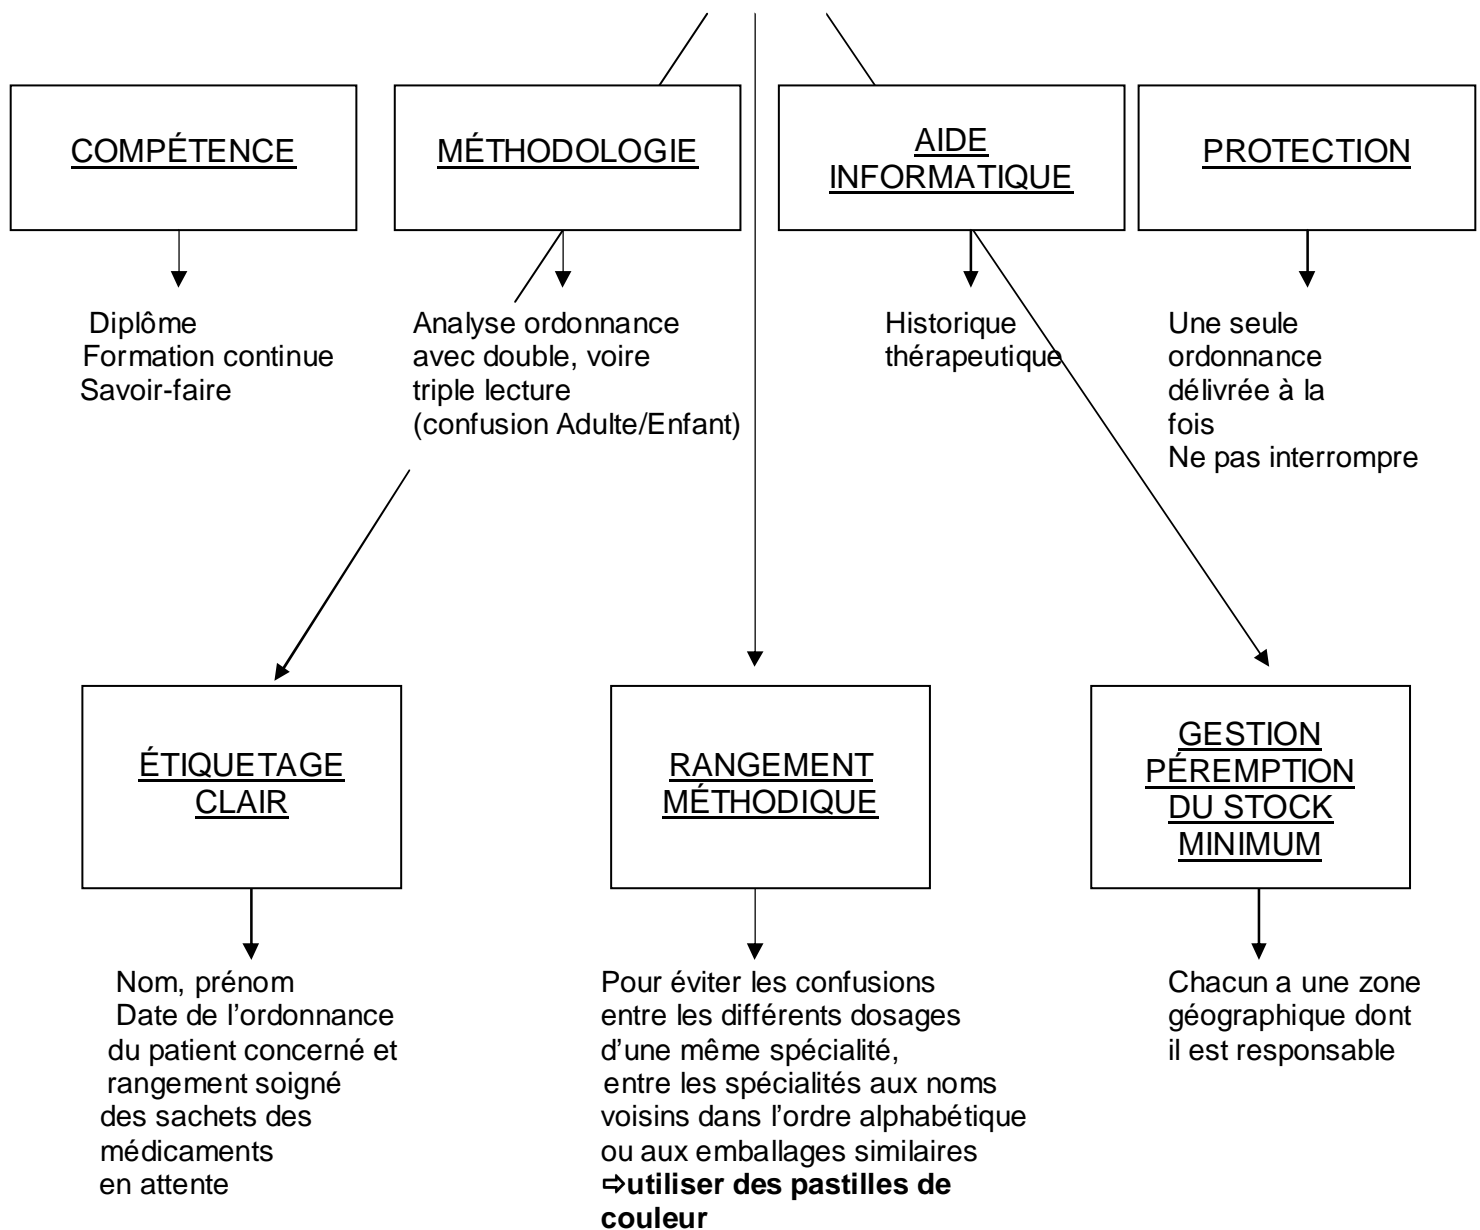 COMPÉTENCE
Diplôme
Formation continue
Savoir-faire
MÉTHODOLOGIE
Analyse ordonnance
avec double, voire
triple lecture
(confusion Adulte/Enfant)
AIDE
INFORMATIQUE
Historique
thérapeutique
PROTECTION
Une seule
ordonnance
délivrée à la
fois
Ne pas interrompre
ÉTIQUETAGE
CLAIR
Nom, prénom
Date de l’ordonnance
du patient concerné et
rangement soigné
des sachets des
médicaments
en attente
RANGEMENT
MÉTHODIQUE
Pour éviter les confusions
entre les différents dosages
d’une même spécialité,
entre les spécialités aux noms
voisins dans l’ordre alphabétique
ou aux emballages similaires
⇨utiliser des pastilles de
couleur
GESTION
PÉREMPTION
DU STOCK
MINIMUM
Chacun a une zone
géographique dont
il est responsable